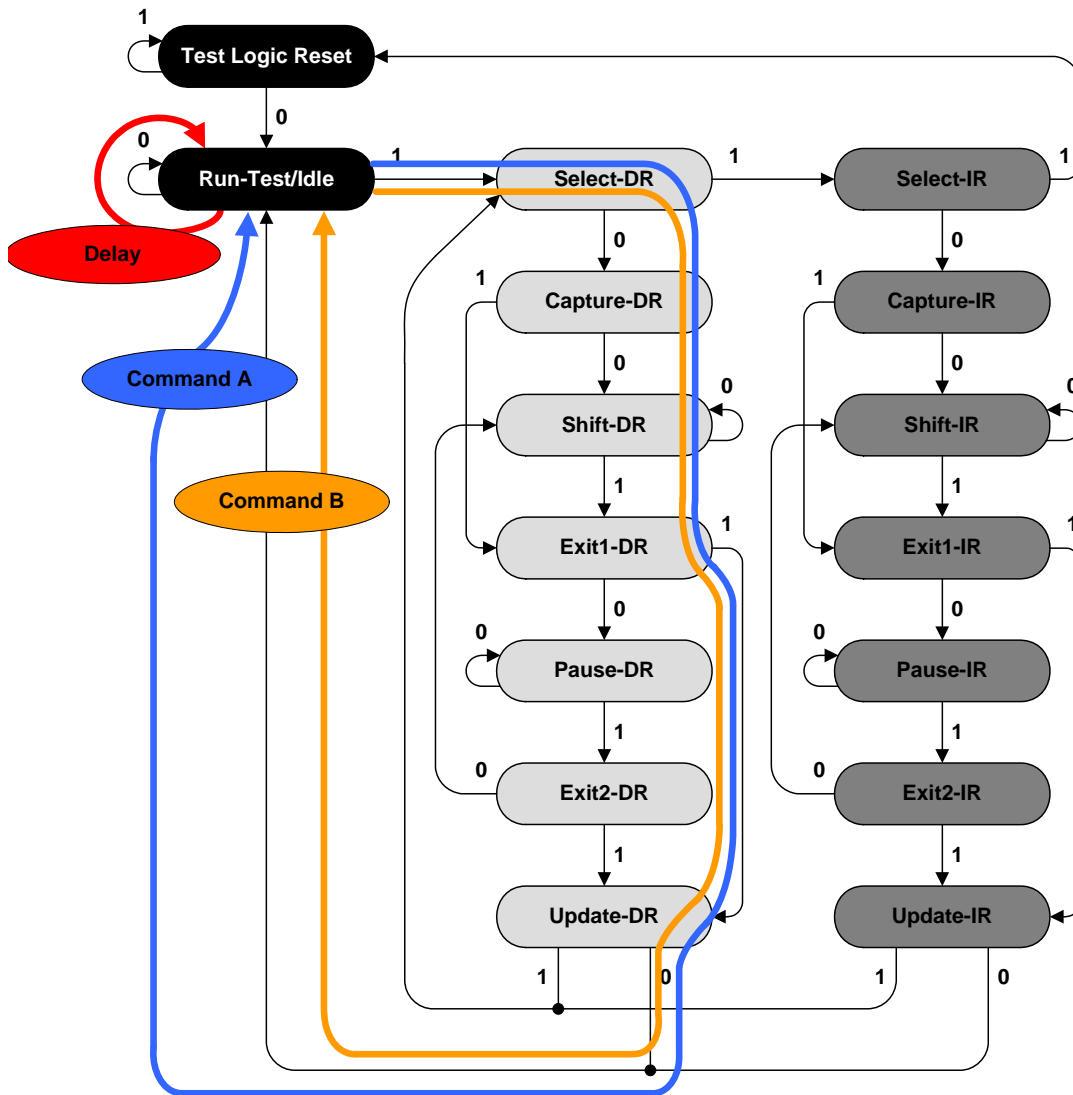 1
Test Logic Reset
0
0
Run-Test/Idle
1
Select-DR
1
Select-IR
1
Delay
0
0
1
Capture-DR
1
Capture-IR
Command A
0
0
Shift-DR
0
Shift-IR
0
1
1
Command B
Exit1-DR
1
Exit1-IR
1
0
0
0
Pause-DR
0
Pause-IR
1
1
0
Exit2-DR
0
Exit2-IR
1
1
Update-DR
Update-IR
1
0
1
0